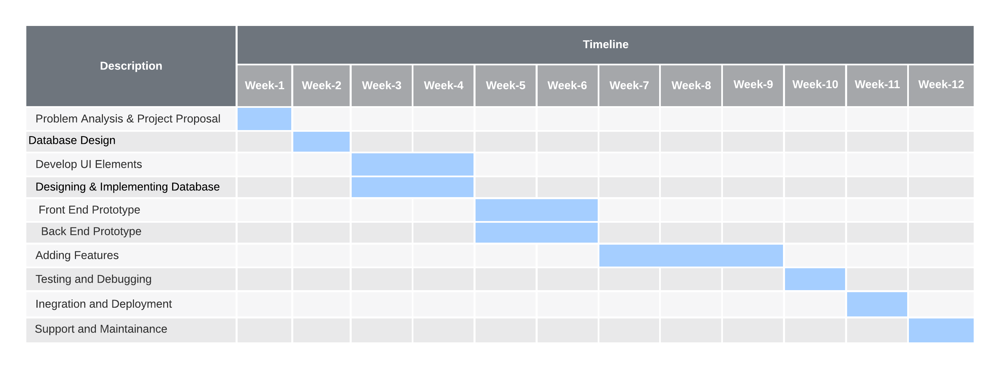 Timeline
Description
Week-1 Week-2 Week-3 Week-4 Week-5 Week-6 Week-7 Week-8 Week-9 Week-10 Week-11 Week-12
Problem Analysis & Project Proposal
Database Design
Develop UI Elements
Designing & Implementing Database
Front End Prototype
Back End Prototype
Adding Features
Testing and Debugging
Inegration and Deployment
Support and Maintainance